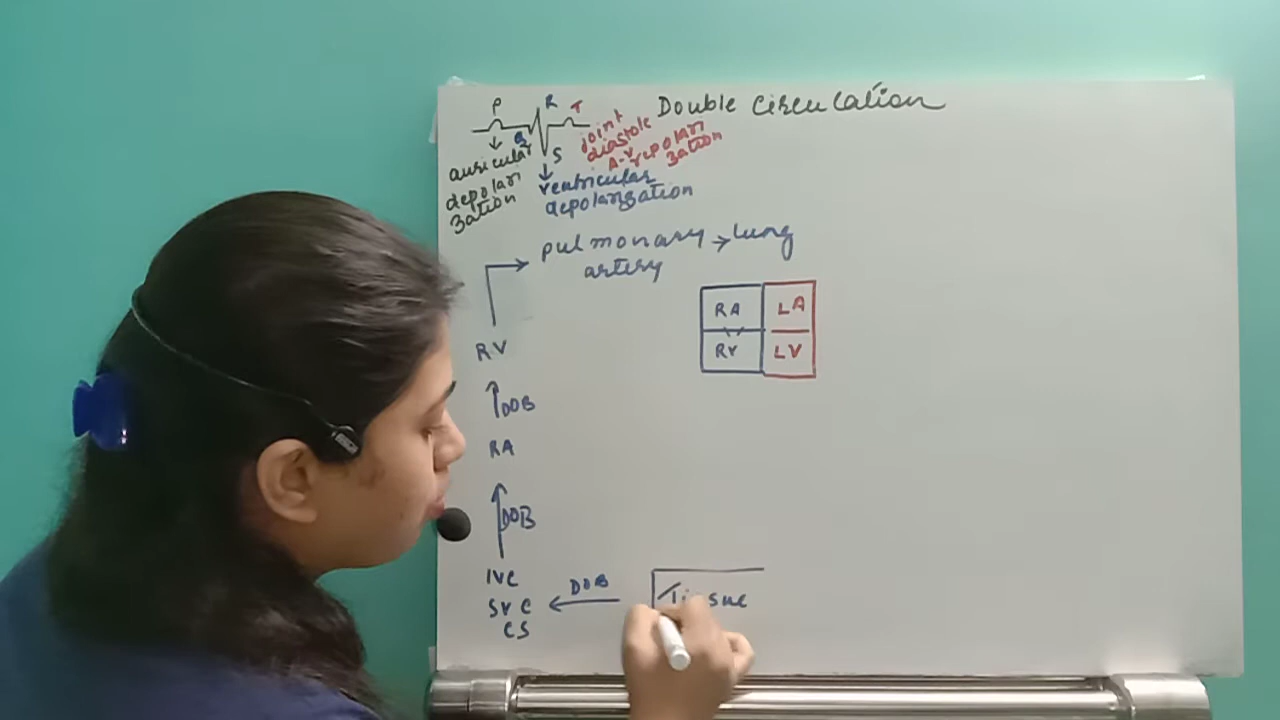 Double Circulation
P
R
T
Q
S
auricular
depolari
zation
ventricular
depolarization
joint
diastole
A-V repolari
zation
pulmonary → lung
artery
RA LA
RV LV
RV
↑ DOB
RA
↑ DOB
IVC
SVC ← DOB
CS
Tissue